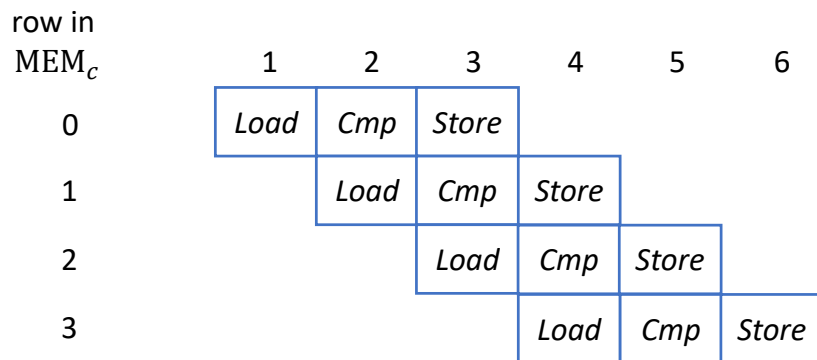 row in
MEM_c 1 2 3 4 5 6
0 Load Cmp Store
1 Load Cmp Store
2 Load Cmp Store
3 Load Cmp Store